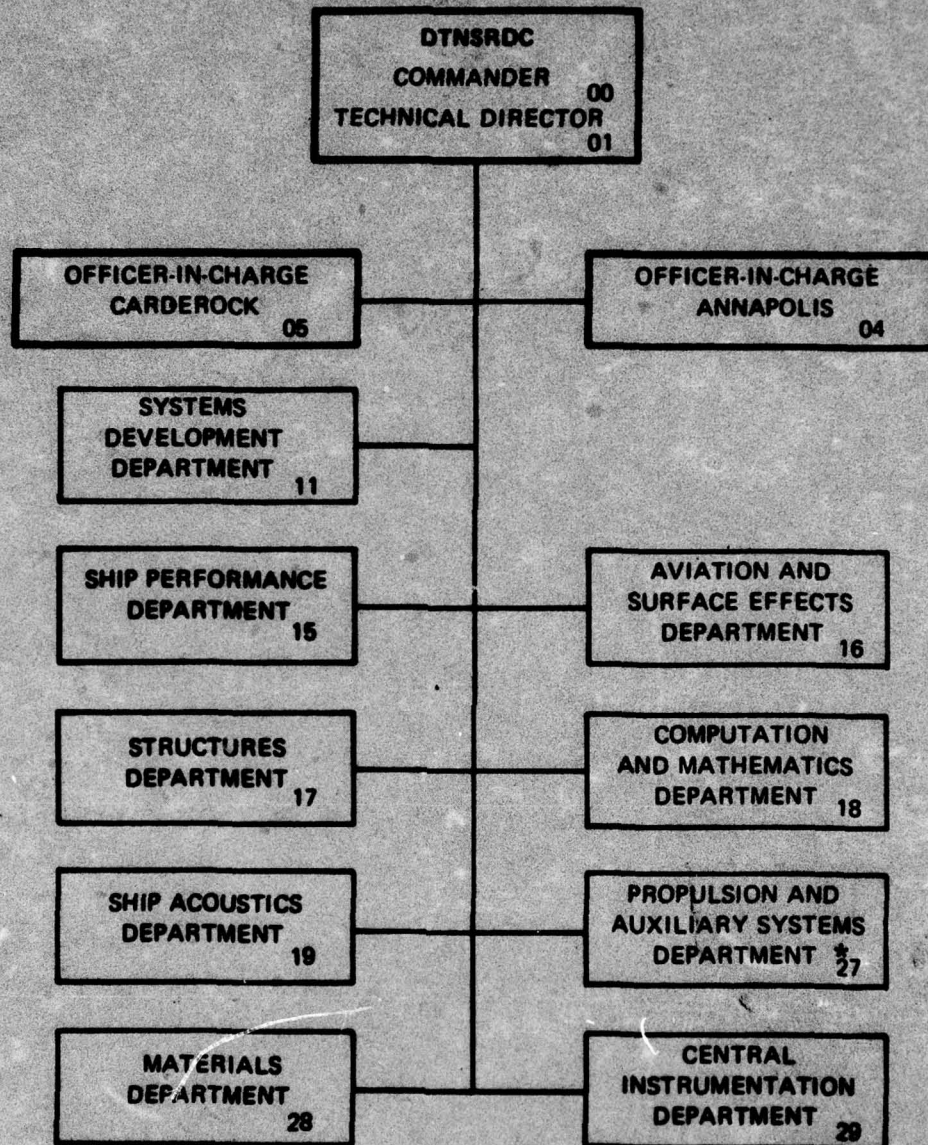 DTNSRDC
COMMANDER 00
TECHNICAL DIRECTOR 01
OFFICER-IN-CHARGE
CARDEROCK 05
OFFICER-IN-CHARGE
ANNAPOLIS 04
SYSTEMS
DEVELOPMENT
DEPARTMENT 11
SHIP PERFORMANCE
DEPARTMENT 15
AVIATION AND
SURFACE EFFECTS
DEPARTMENT 16
STRUCTURES
DEPARTMENT 17
COMPUTATION
AND MATHEMATICS
DEPARTMENT 18
SHIP ACOUSTICS
DEPARTMENT 19
PROPULSION AND
AUXILIARY SYSTEMS
DEPARTMENT * 27
MATERIALS
DEPARTMENT 28
CENTRAL
INSTRUMENTATION
DEPARTMENT 29